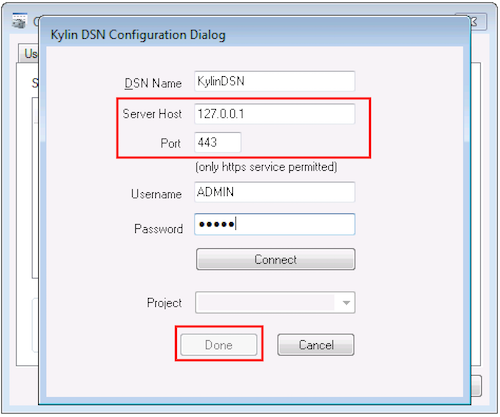 Kylin DSN Configuration Dialog
Us
S
DSN Name KylinDSN
Server Host 127.0.0.1
Port 443
(only https service permitted)
Username ADMIN
Password ●●●●●
Connect
Project
Done Cancel